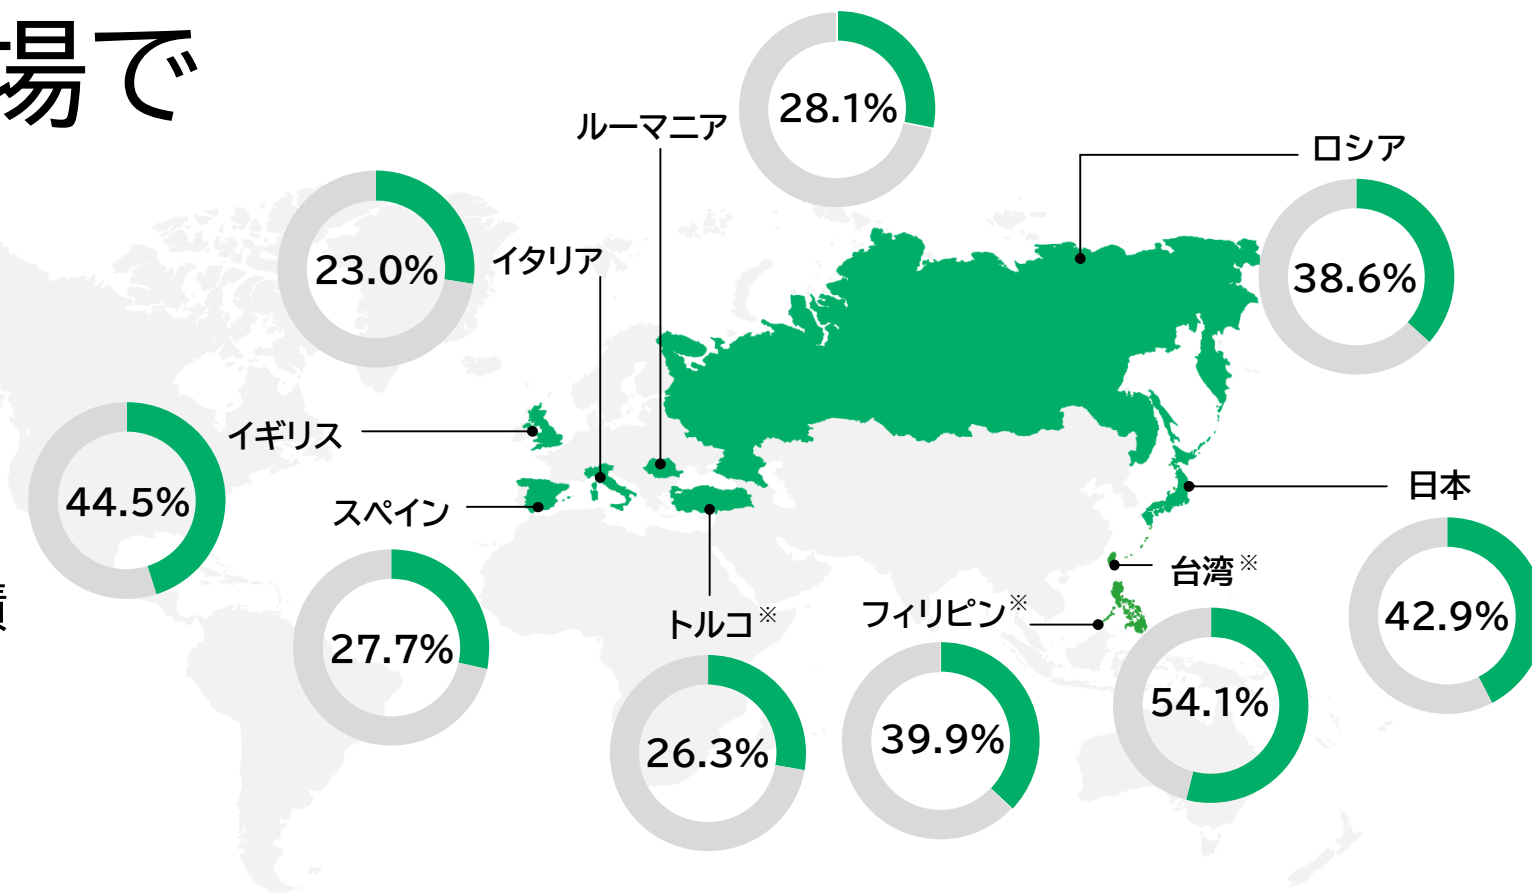 場で
28.1%
ルーマニア
ロシア
23.0%
イタリア
38.6%
イギリス
44.5%
スペイン
日本
27.7%
台湾※
トルコ※
フィリピン※
42.9%
54.1%
26.3%
39.9%